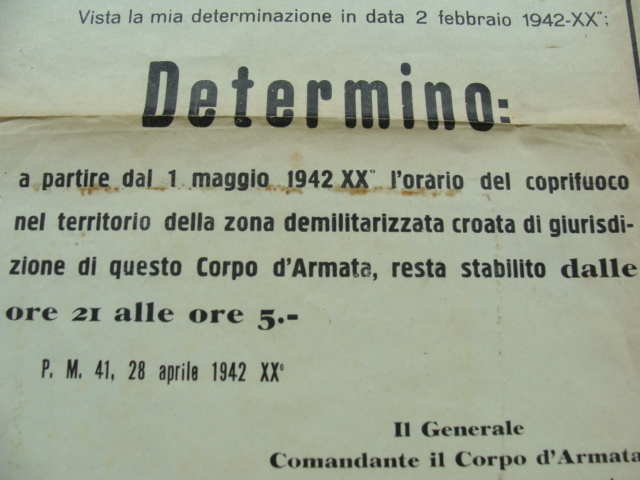 Vista la mia determinazione in data 2 febbraio 1942-XX°;
Determino:
a partire dal 1 maggio 1942 XX° l'orario del coprifuoco
nel territorio della zona demilitarizzata croata di giurisdi-
zione di questo Corpo d'Armata, resta stabilito dalle
ore 21 alle ore 5.-
P. M. 41, 28 aprile 1942 XX°
Il Generale
Comandante il Corpo d'Armata